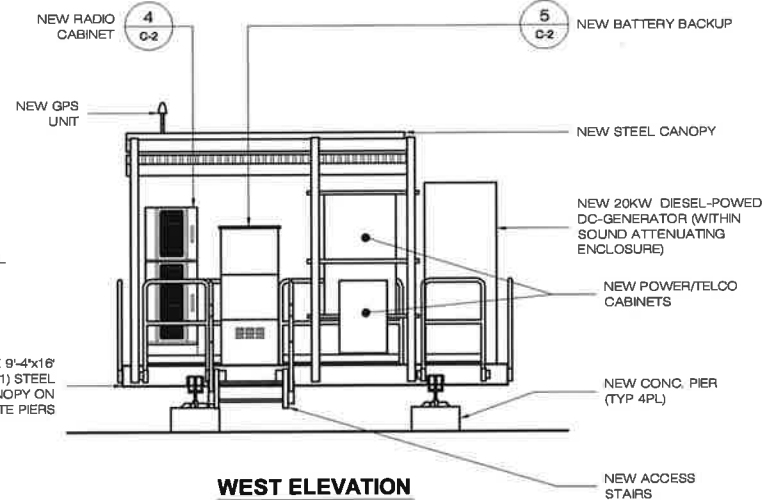 NEW RADIO
CABINET
4
C-2
5
C-2
NEW BATTERY BACKUP
NEW GPS
UNIT
NEW STEEL CANOPY
NEW 20KW DIESEL-POWED
DC-GENERATOR (WITHIN
SOUND ATTENUATING
ENCLOSURE)
NEW POWER/TELCO
CABINETS
9'-4"x16'
1) STEEL
NOPY ON
TE PIERS
NEW CONC. PIER
(TYP 4PL)
NEW ACCESS
STAIRS
WEST ELEVATION